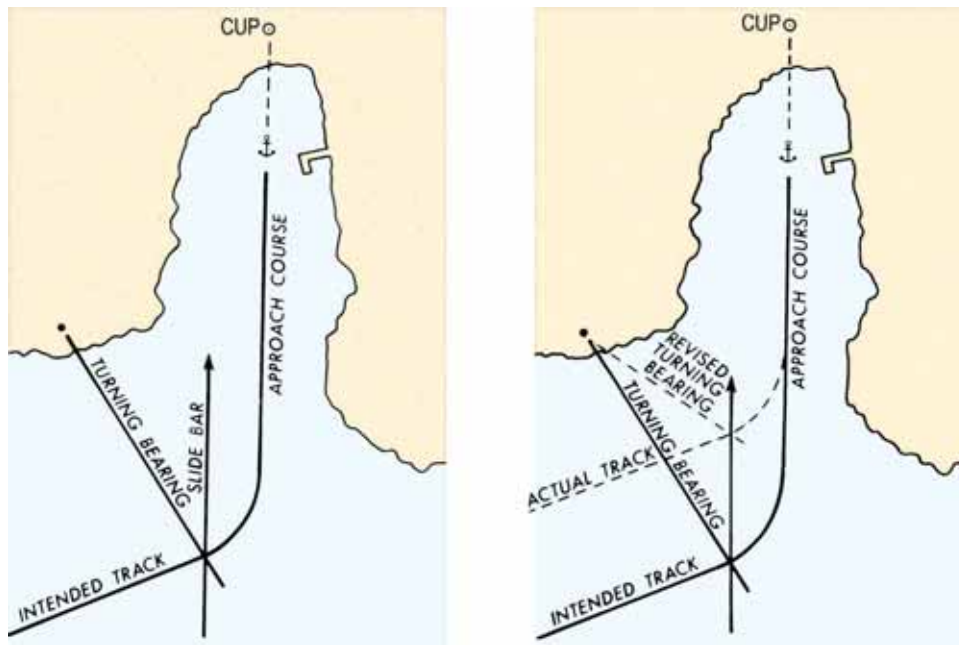 CUP
APPROACH COURSE
TURNING BEARING
SLIDE BAR
INTENDED TRACK
CUP
APPROACH COURSE
REVISED
TURNING
BEARING
TURNING BEARING
ACTUAL TRACK
INTENDED TRACK